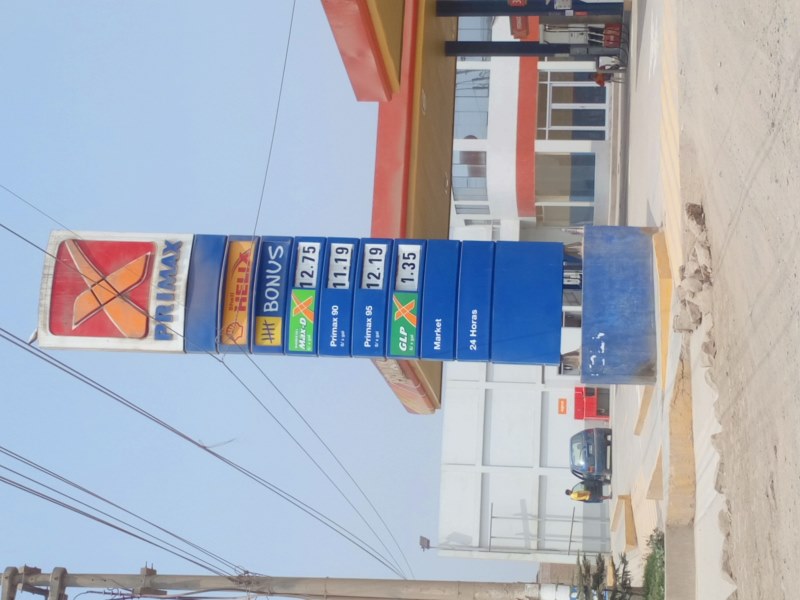 PRIMAX
HELIX
BONUS
Max-D 12.75
Primax 90 11.19
Primax 95 12.19
GLP 1.35
Market
24 Horas